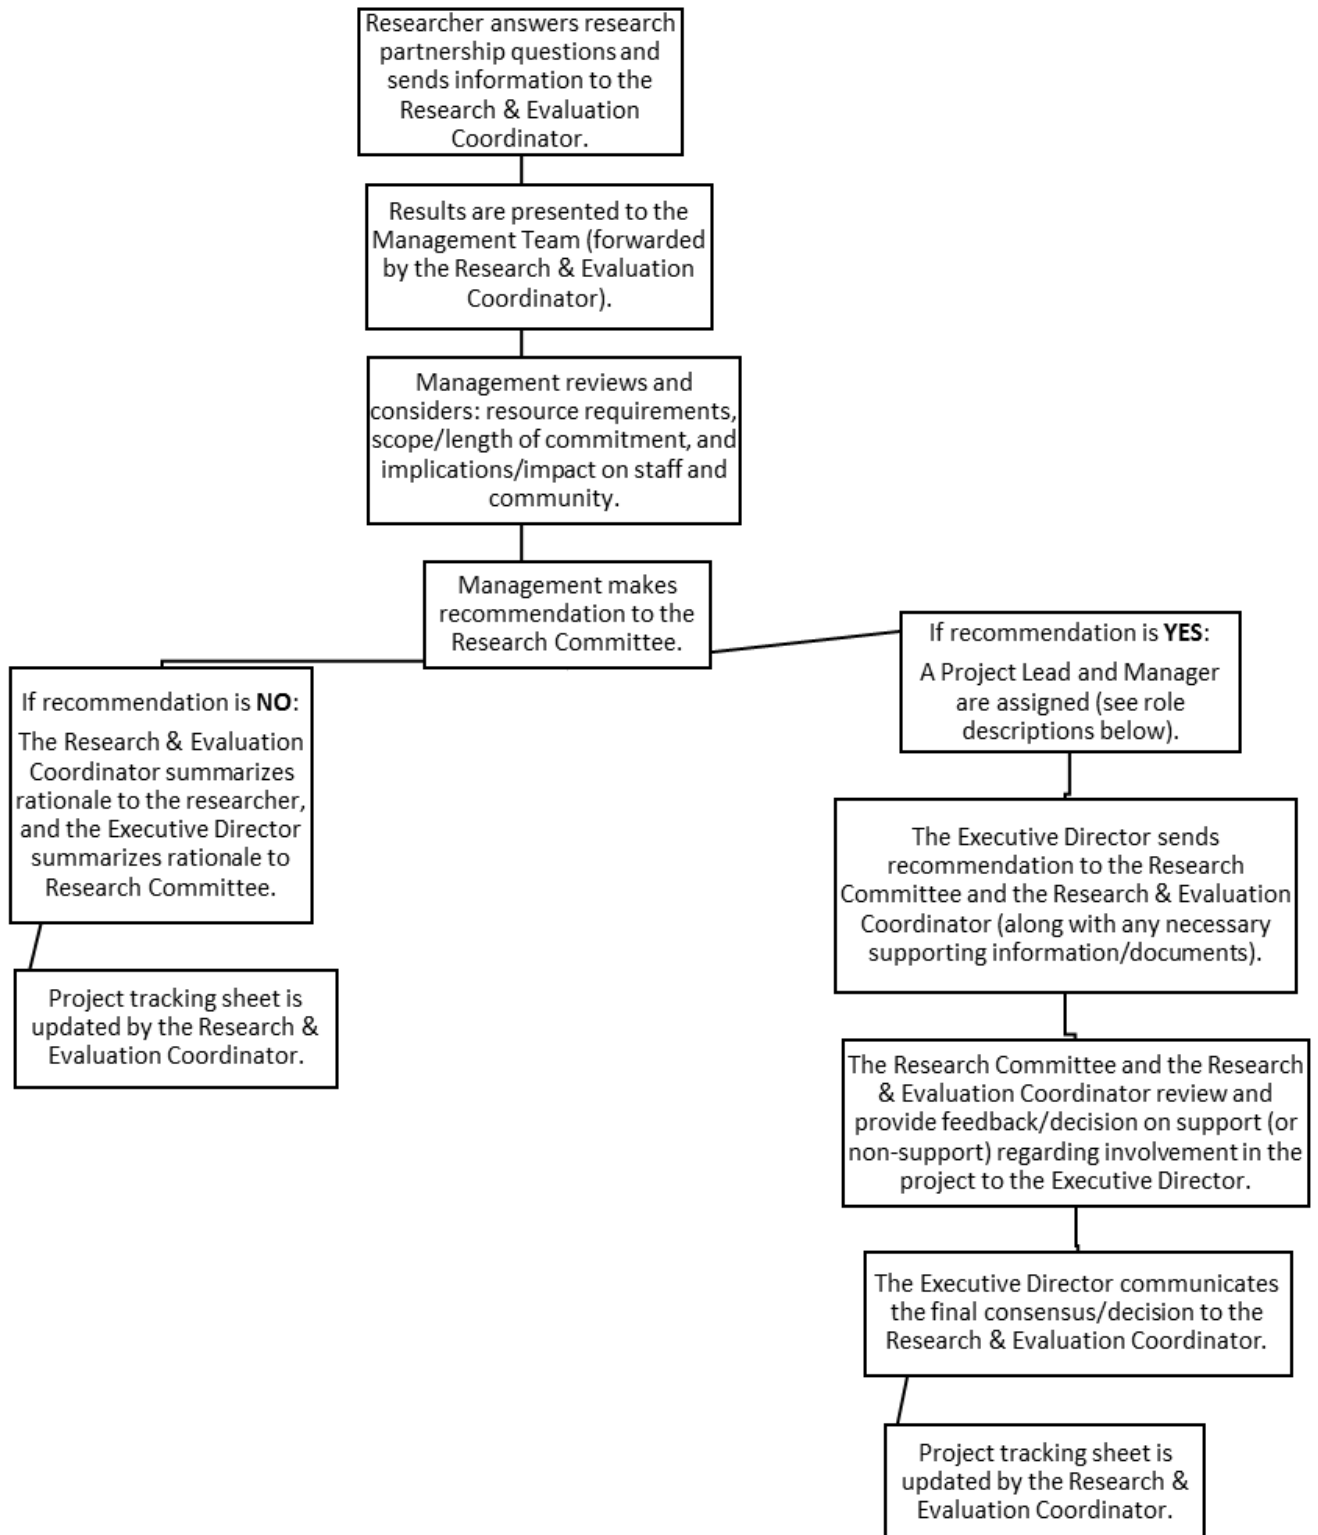 Researcher answers research
partnership questions and
sends information to the
Research & Evaluation
Coordinator.
Results are presented to the
Management Team (forwarded
by the Research & Evaluation
Coordinator).
Management reviews and
considers: resource requirements,
scope/length of commitment, and
implications/impact on staff and
community.
Management makes
recommendation to the
Research Committee.
If recommendation is NO:
The Research & Evaluation
Coordinator summarizes
rationale to the researcher,
and the Executive Director
summarizes rationale to
Research Committee.
Project tracking sheet is
updated by the Research &
Evaluation Coordinator.
If recommendation is YES:
A Project Lead and Manager
are assigned (see role
descriptions below).
The Executive Director sends
recommendation to the Research
Committee and the Research & Evaluation
Coordinator (along with any necessary
supporting information/documents).
The Research Committee and the Research
& Evaluation Coordinator review and
provide feedback/decision on support (or
non-support) regarding involvement in the
project to the Executive Director.
The Executive Director communicates
the final consensus/decision to the
Research & Evaluation Coordinator.
Project tracking sheet is
updated by the Research &
Evaluation Coordinator.